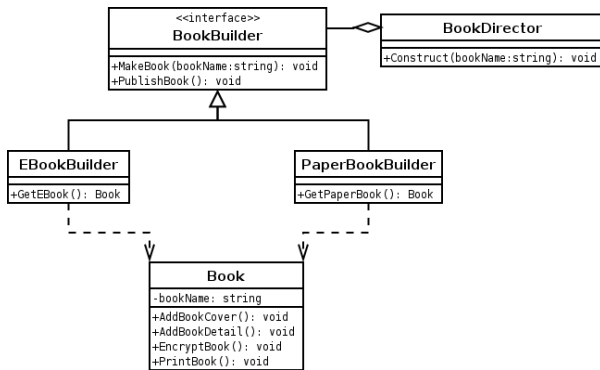 <<interface>>
BookBuilder
+MakeBook(bookName:string): void
+PublishBook(): void
BookDirector
+Construct(bookName:string): void
EBookBuilder
+GetEBook(): Book
PaperBookBuilder
+GetPaperBook(): Book
Book
-bookName: string
+AddBookCover(): void
+AddBookDetail(): void
+EncryptBook(): void
+PrintBook(): void